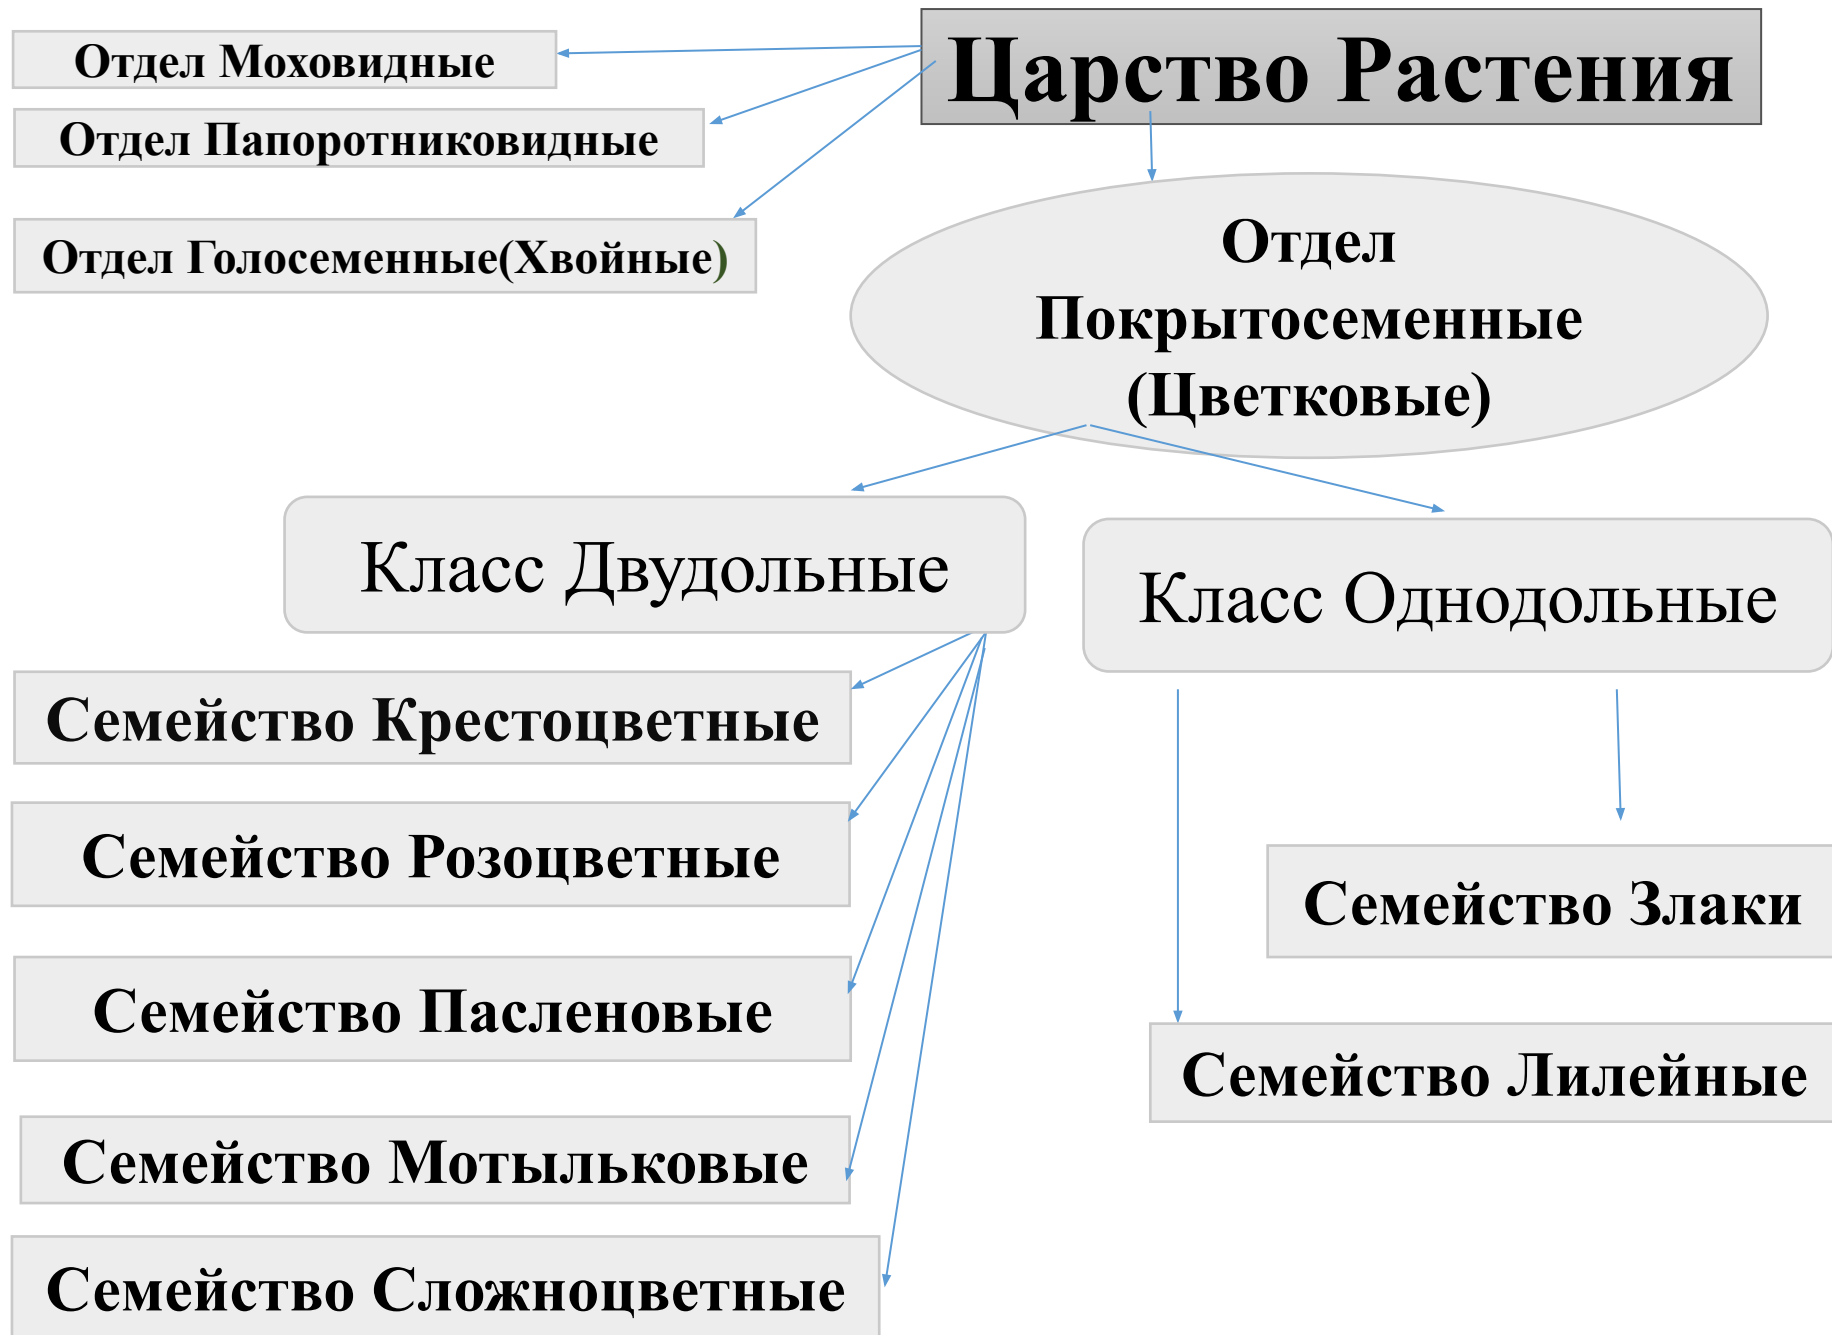 Царство Растения
Отдел Моховидные
Отдел Папоротниковидные
Отдел Голосеменные(Хвойные)
Отдел
Покрытосеменные
(Цветковые)
Класс Двудольные
Класс Однодольные
Семейство Крестоцветные
Семейство Розоцветные
Семейство Пасленовые
Семейство Мотыльковые
Семейство Сложноцветные
Семейство Злаки
Семейство Лилейные